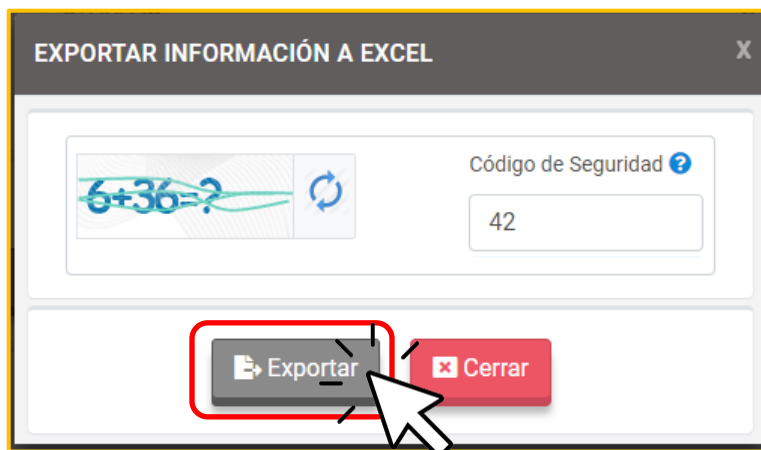 EXPORTAR INFORMACIÓN A EXCEL X
6+36=?
Código de Seguridad ?
42
Exportar
Cerrar